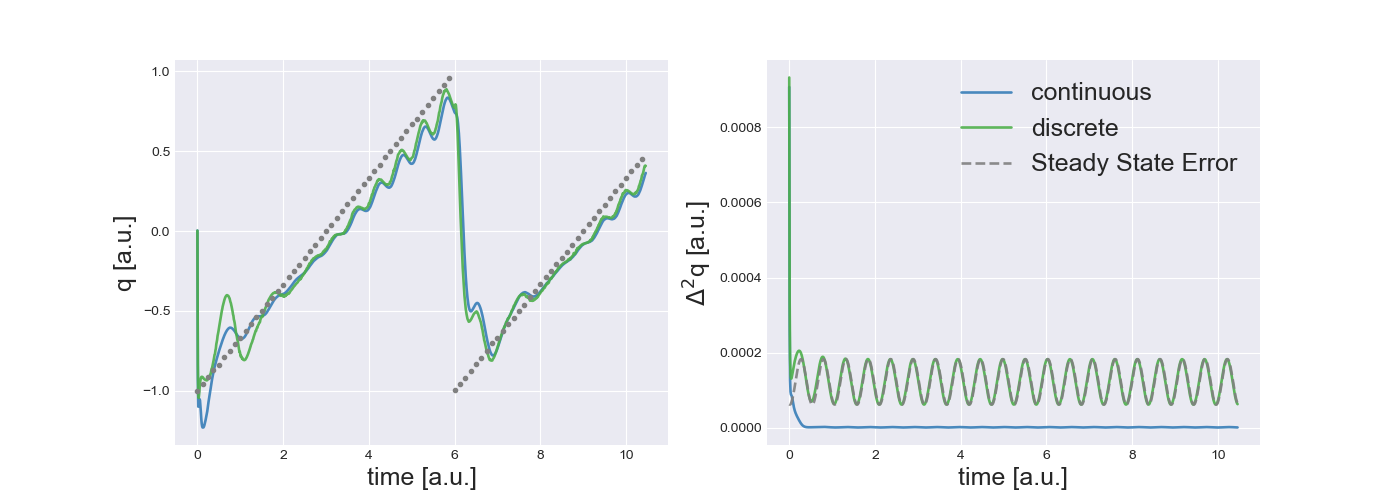 1.0
0.5
0.0
−0.5
−1.0
q [a.u.]
0 2 4 6 8 10
time [a.u.]
0.0008
0.0006
0.0004
0.0002
0.0000
Δ²q [a.u.]
continuous
discrete
Steady State Error
0 2 4 6 8 10
time [a.u.]